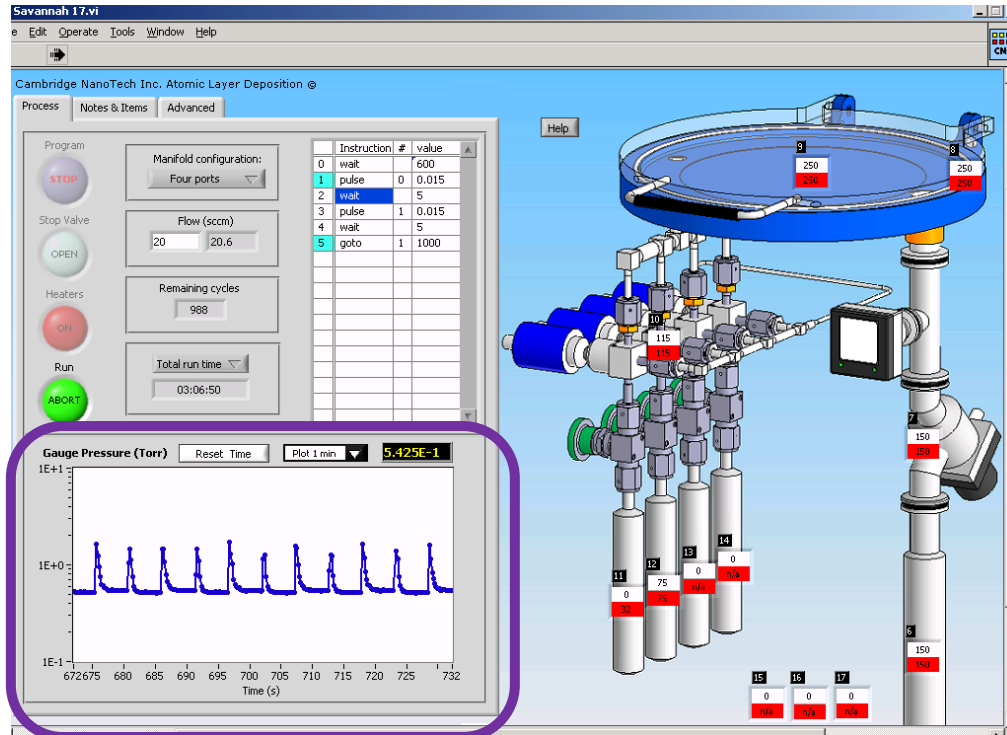 Savannah 17.vi
e Edit Operate Tools Window Help
CN
Cambridge NanoTech Inc. Atomic Layer Deposition ©
Process Notes & Items Advanced
Help
Program
STOP
Stop Valve
OPEN
Heaters
ON
Run
ABORT
Manifold configuration:
Four ports
Flow (sccm)
20 20.6
Remaining cycles
988
Total run time
03:06:50
Instruction # value
0 wait 600
1 pulse 0 0.015
2 wait 5
3 pulse 1 0.015
4 wait 5
5 goto 1 1000
9
250
250
8
250
250
10
115
115
7
150
150
11
0
32
12
75
75
13
0
n/a
14
0
n/a
6
150
150
15
0
n/a
16
0
n/a
17
0
n/a
Gauge Pressure (Torr) Reset Time Plot 1 min 5.425E-1
1E+1
1E+0
1E-1
672 675 680 685 690 695 700 705 710 715 720 725 732
Time (s)